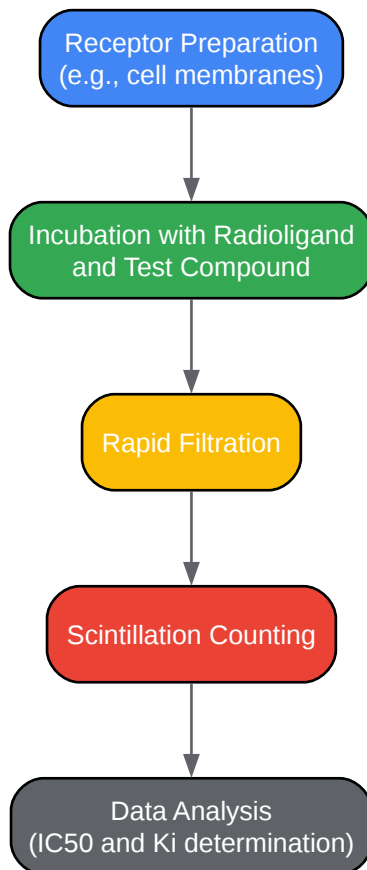 Receptor Preparation
(e.g., cell membranes)
Incubation with Radioligand
and Test Compound
Rapid Filtration
Scintillation Counting
Data Analysis
(IC50 and Ki determination)